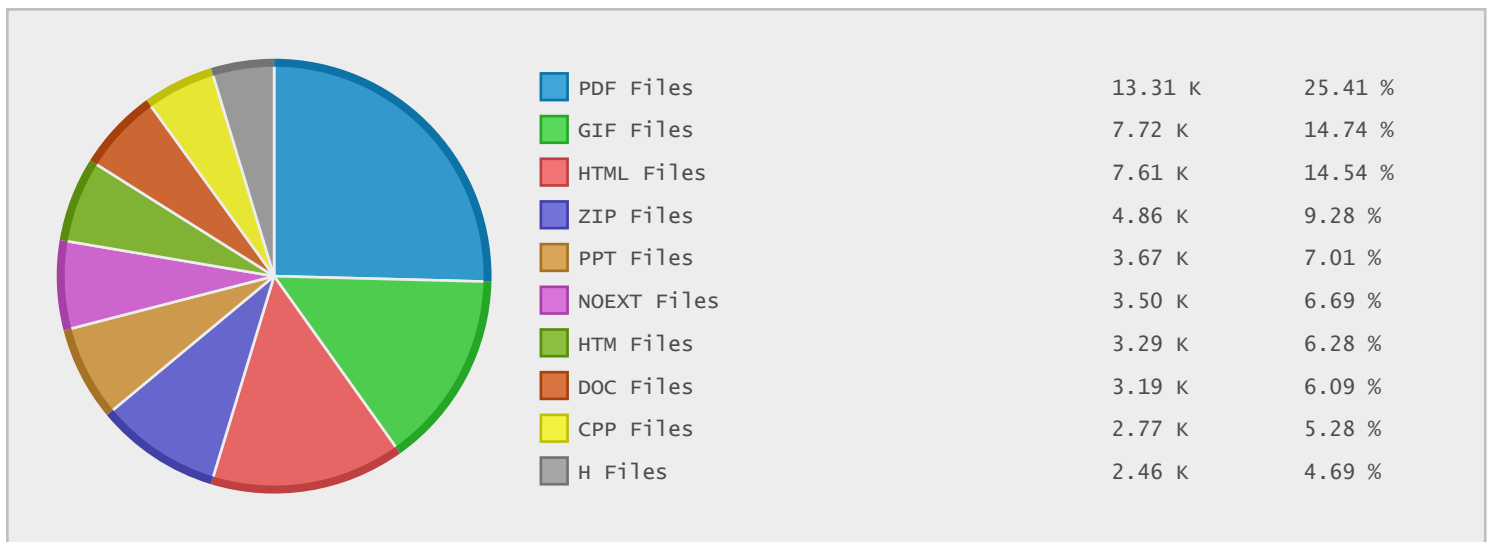 PDF Files 13.31 K 25.41 %
GIF Files 7.72 K 14.74 %
HTML Files 7.61 K 14.54 %
ZIP Files 4.86 K 9.28 %
PPT Files 3.67 K 7.01 %
NOEXT Files 3.50 K 6.69 %
HTM Files 3.29 K 6.28 %
DOC Files 3.19 K 6.09 %
CPP Files 2.77 K 5.28 %
H Files 2.46 K 4.69 %